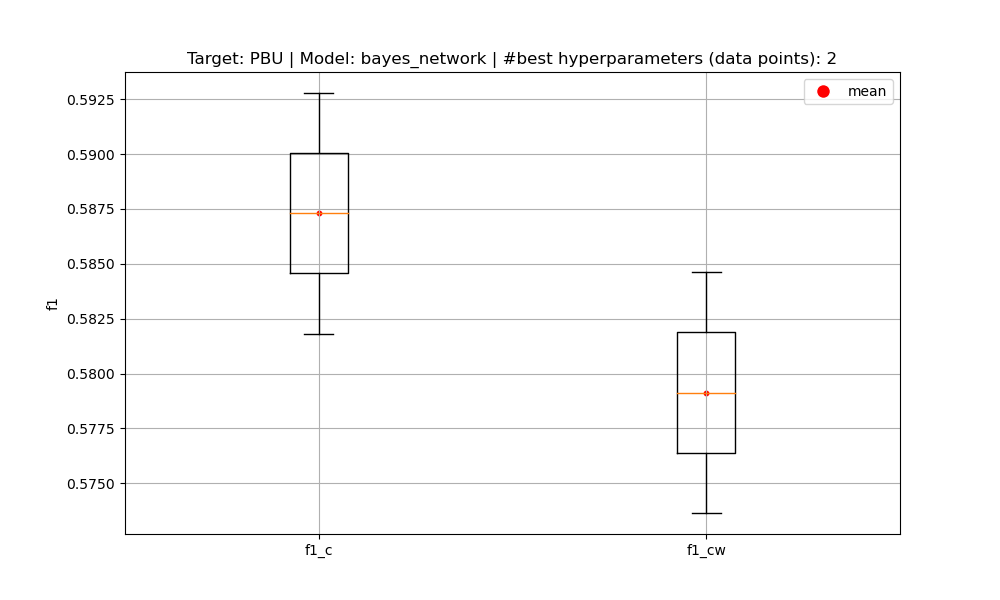 Target: PBU | Model: bayes_network | #best hyperparameters (data points): 2
mean
0.5925
0.5900
0.5875
0.5850
0.5825
0.5800
0.5775
0.5750
f1
f1_c
f1_cw